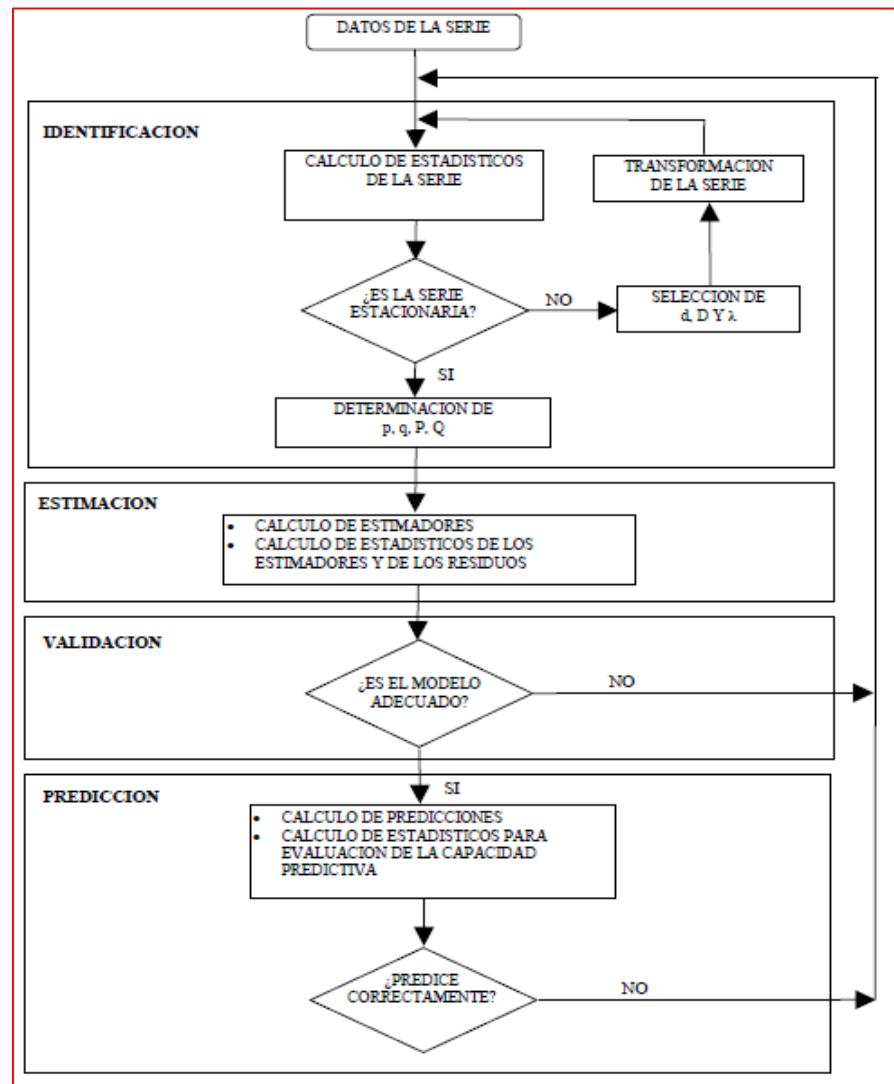 DATOS DE LA SERIE
IDENTIFICACION
CALCULO DE ESTADISTICOS
DE LA SERIE
TRANSFORMACION
DE LA SERIE
¿ES LA SERIE
ESTACIONARIA?
NO
SELECCION DE
d, D Y λ
SI
DETERMINACION DE
p, q, P, Q
ESTIMACION
• CALCULO DE ESTIMADORES
• CALCULO DE ESTADISTICOS DE LOS
ESTIMADORES Y DE LOS RESIDUOS
VALIDACION
¿ES EL MODELO
ADECUADO?
NO
SI
PREDICCION
• CALCULO DE PREDICCIONES
• CALCULO DE ESTADISTICOS PARA
EVALUACION DE LA CAPACIDAD
PREDICTIVA
¿PREDICE
CORRECTAMENTE?
NO